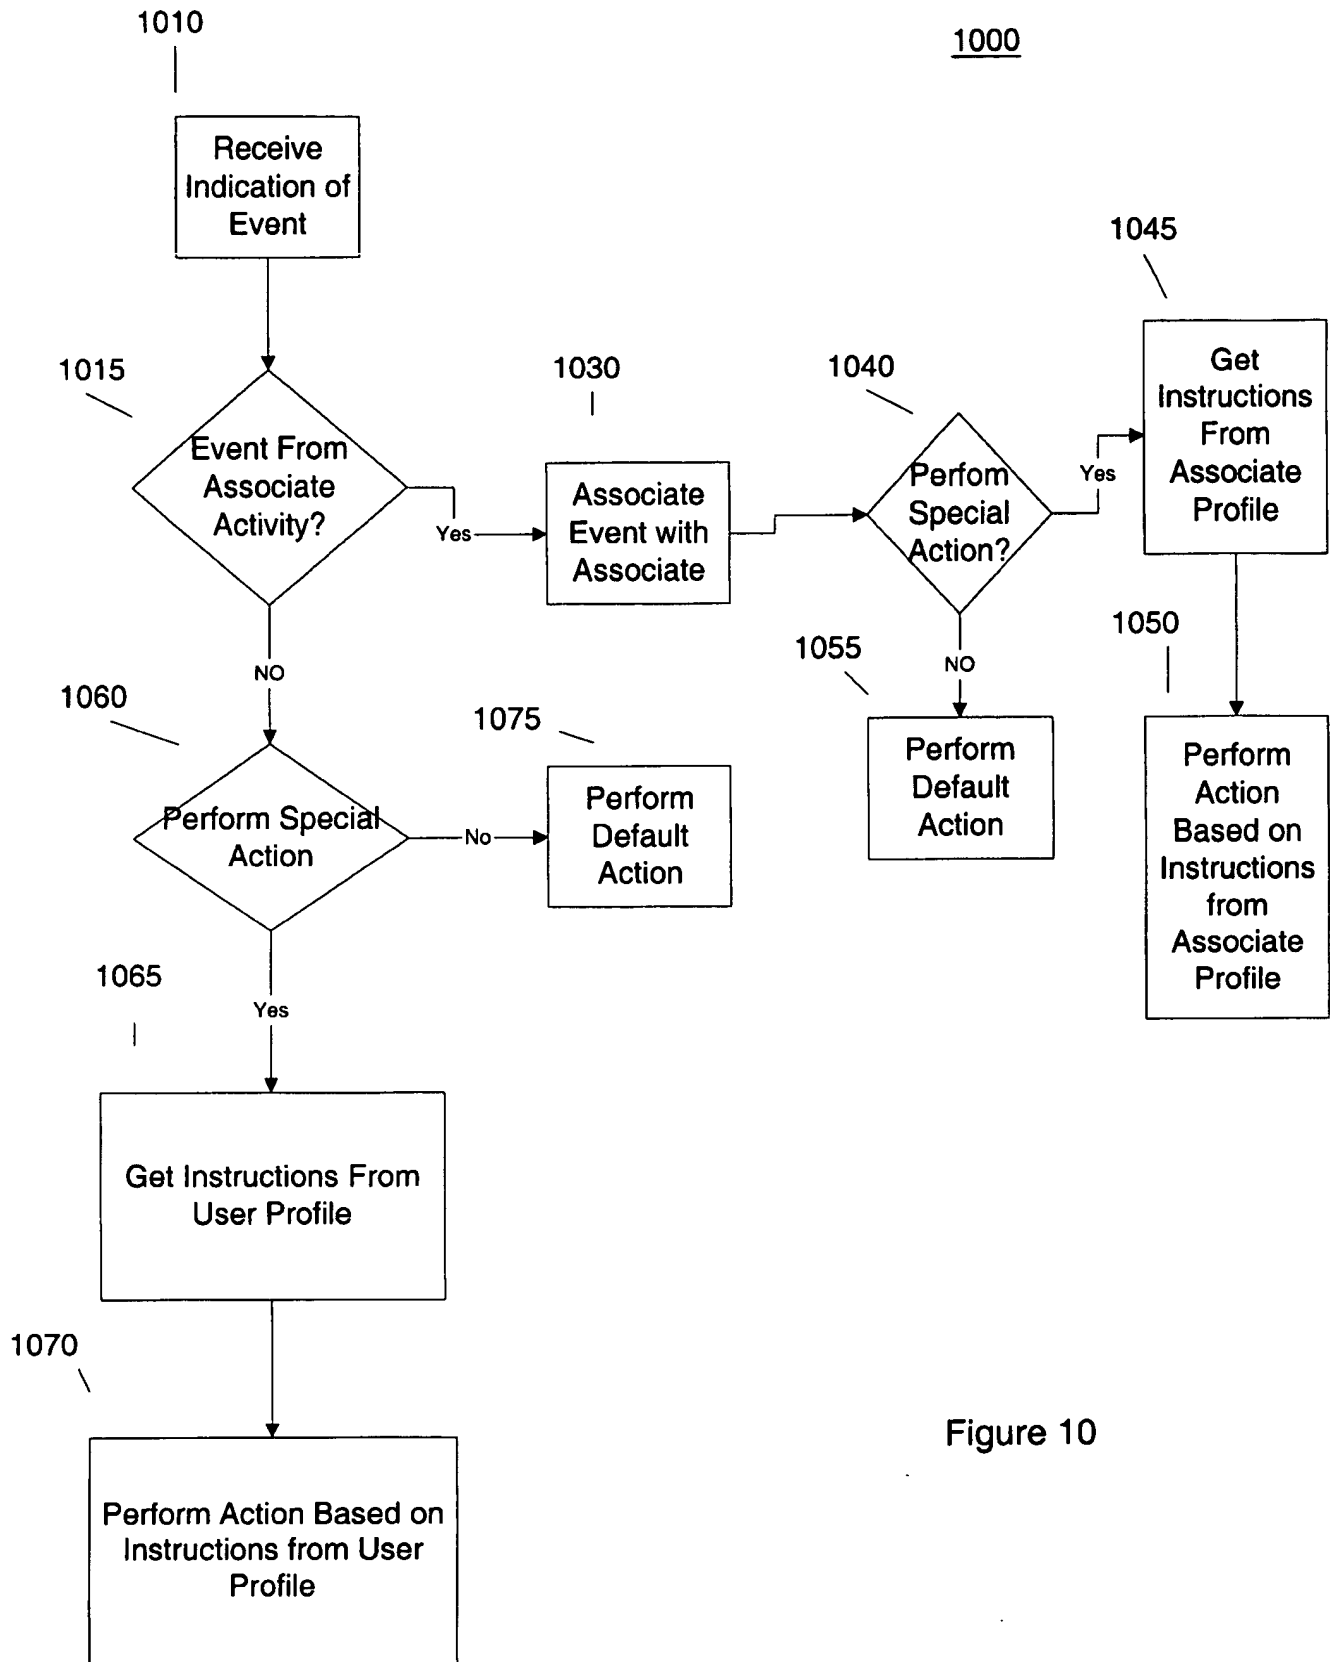 1010
1000
Receive
Indication of
Event
1045
1015
1030
1040
Get
Instructions
From
Associate
Profile
Event From
Associate
Activity?
Yes
Associate
Event with
Associate
Perfom
Special
Action?
Yes
NO
1055
NO
1050
1060
1075
Perform
Default
Action
Perform
Action
Based on
Instructions
from
Associate
Profile
Perform Special
Action
No
Perform
Default
Action
1065
Yes
Get Instructions From
User Profile
1070
Figure 10
Perform Action Based on
Instructions from User
Profile